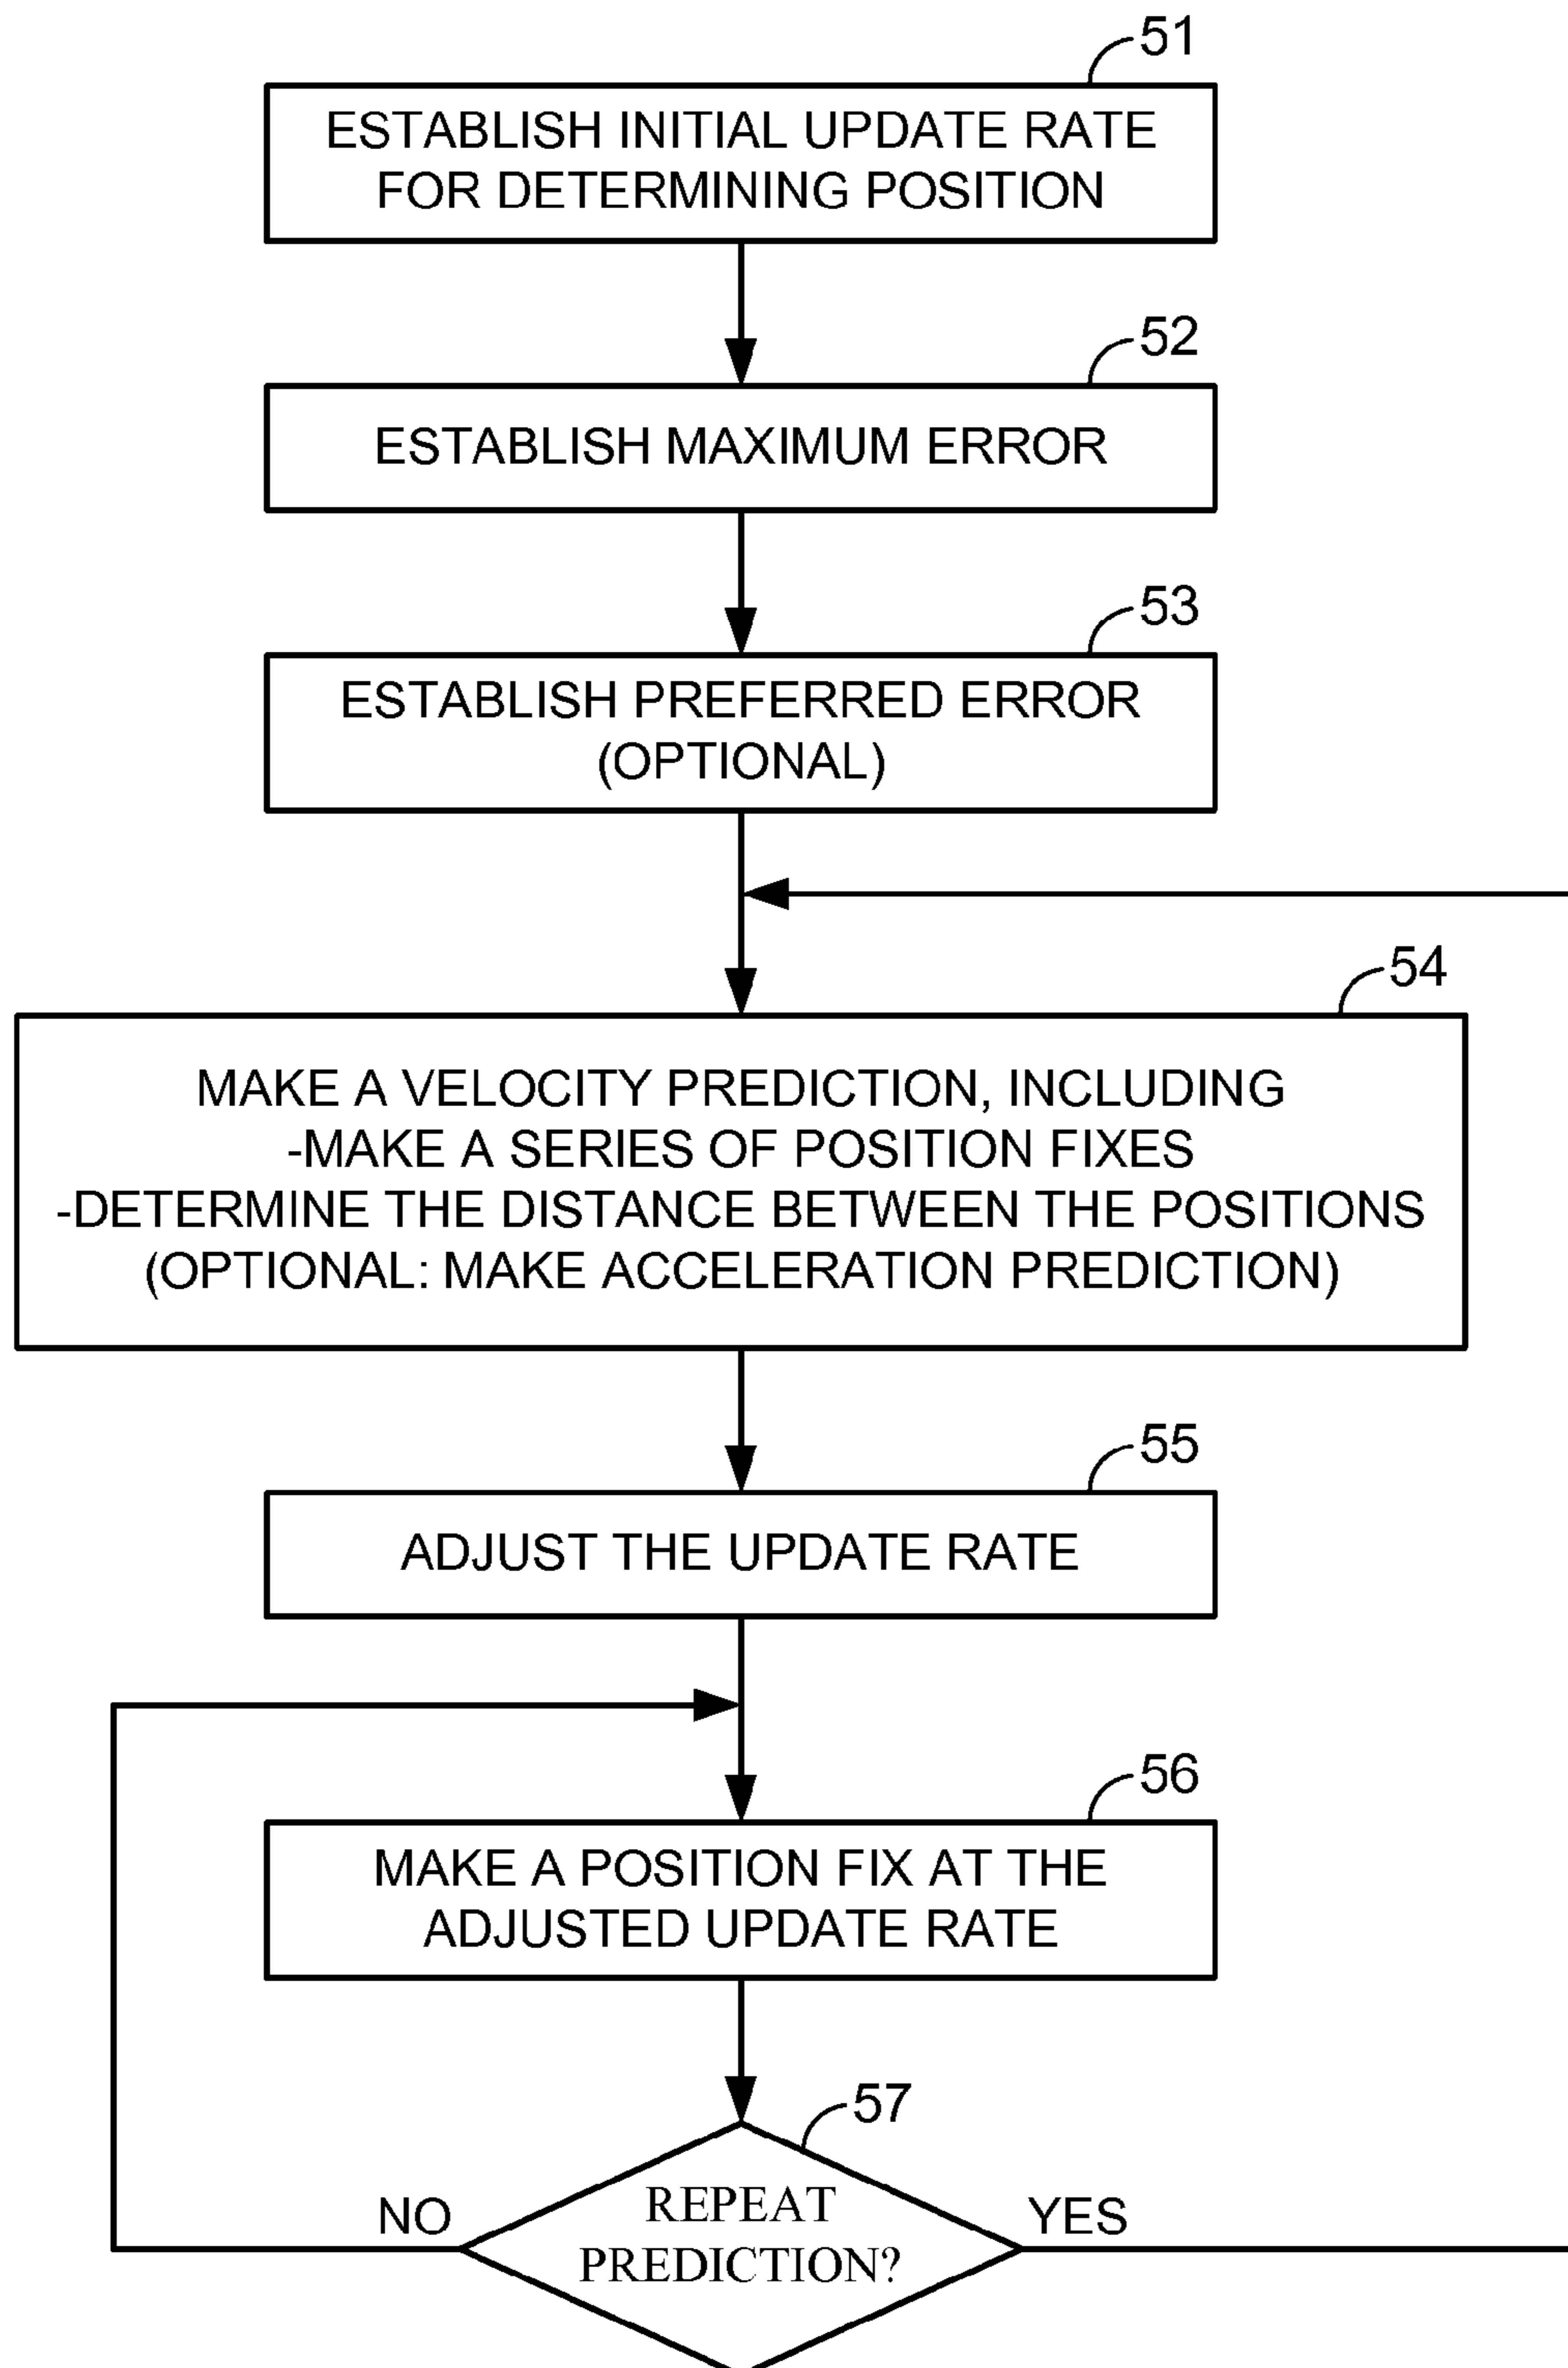 51
ESTABLISH INITIAL UPDATE RATE
FOR DETERMINING POSITION
52
ESTABLISH MAXIMUM ERROR
53
ESTABLISH PREFERRED ERROR
(OPTIONAL)
54
MAKE A VELOCITY PREDICTION, INCLUDING
-MAKE A SERIES OF POSITION FIXES
-DETERMINE THE DISTANCE BETWEEN THE POSITIONS
(OPTIONAL: MAKE ACCELERATION PREDICTION)
55
ADJUST THE UPDATE RATE
56
MAKE A POSITION FIX AT THE
ADJUSTED UPDATE RATE
57
NO
REPEAT
PREDICTION?
YES